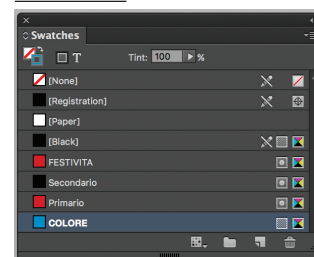 Swatches
T Tint: 100 %
[None]
[Registration]
[Paper]
[Black]
FESTIVITA
Secondario
Primario
COLORE